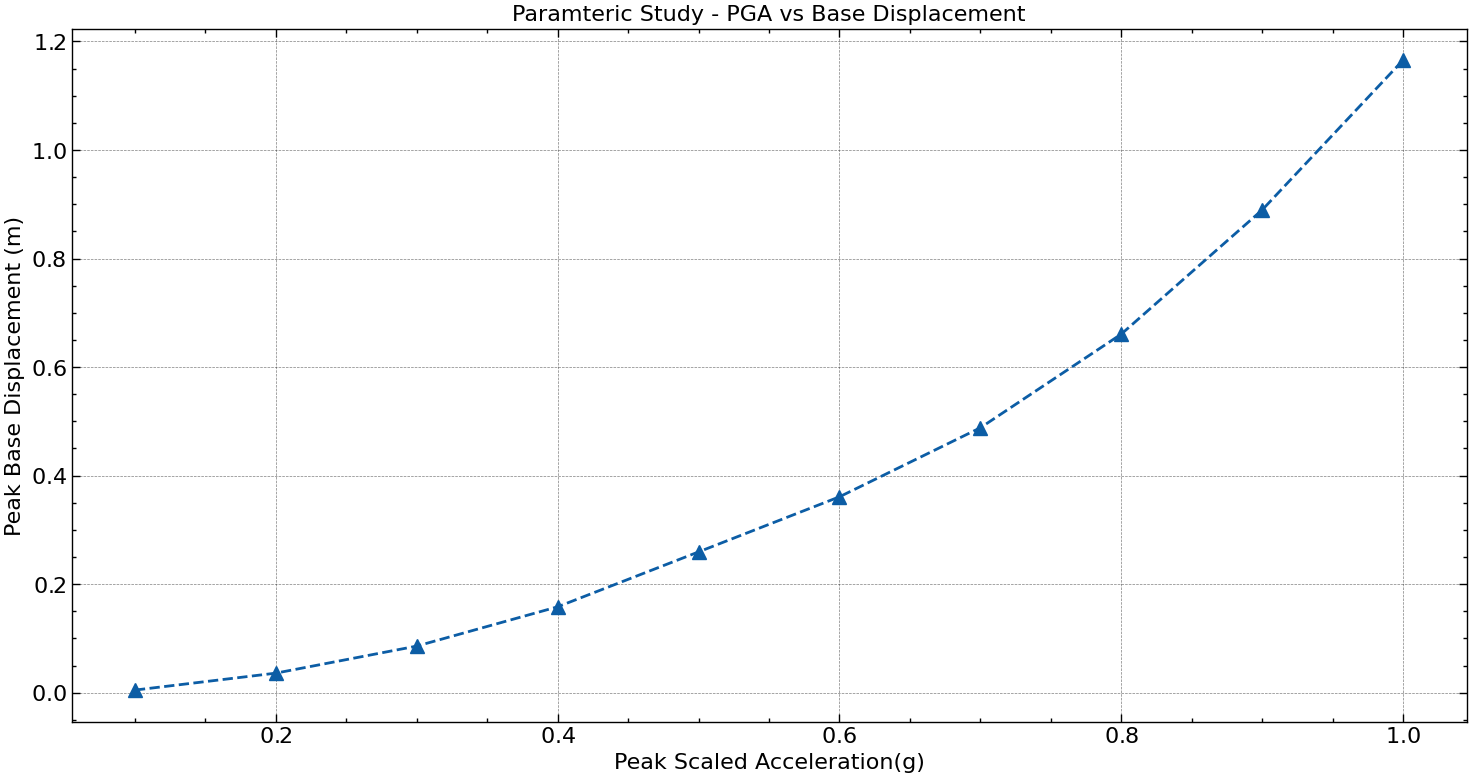 Paramteric Study - PGA vs Base Displacement
Peak Base Displacement (m)
1.2
1.0
0.8
0.6
0.4
0.2
0.0
0.2 0.4 0.6 0.8 1.0
Peak Scaled Acceleration(g)